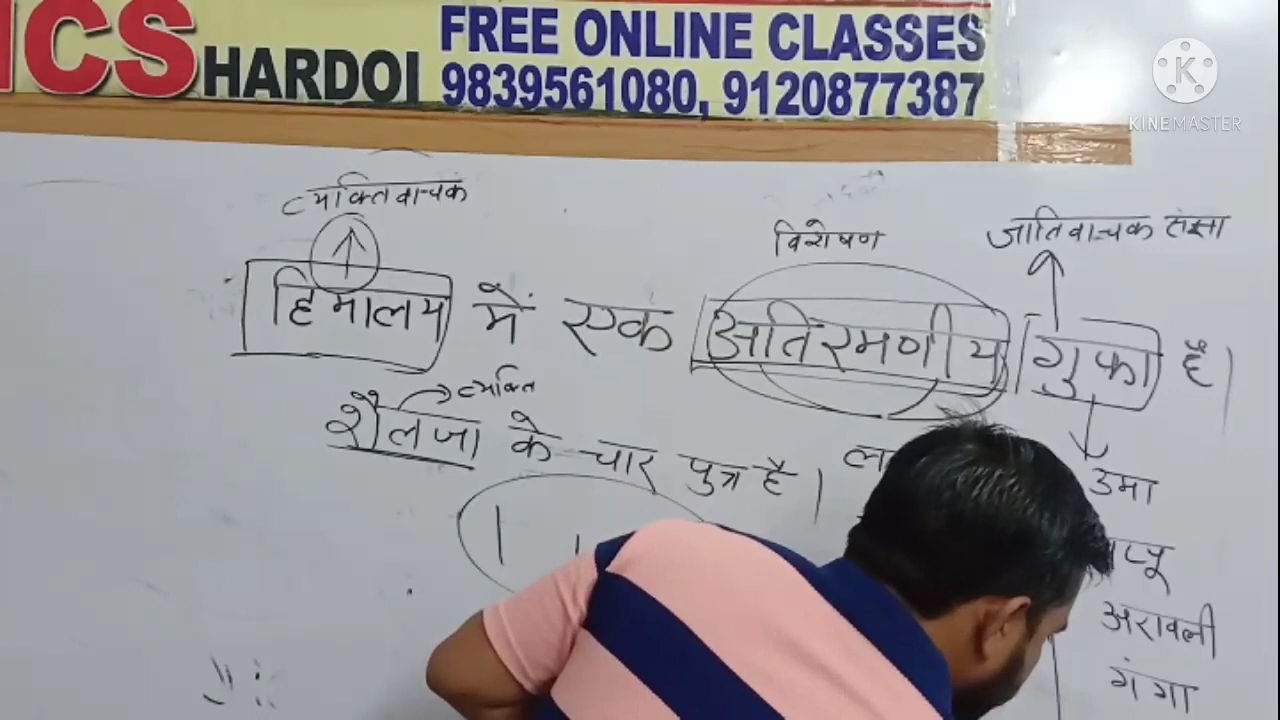 ICS HARDOI FREE ONLINE CLASSES
9839561080, 9120877387
KINEMASTER
व्यक्तिवाचक
विशेषण
जातिवाचक संज्ञा
हिमालय में एक अतिरमणीय गुफा है।
व्यक्ति
शैलजा के चार पुत्र है।
उमा
अरावली
गंगा